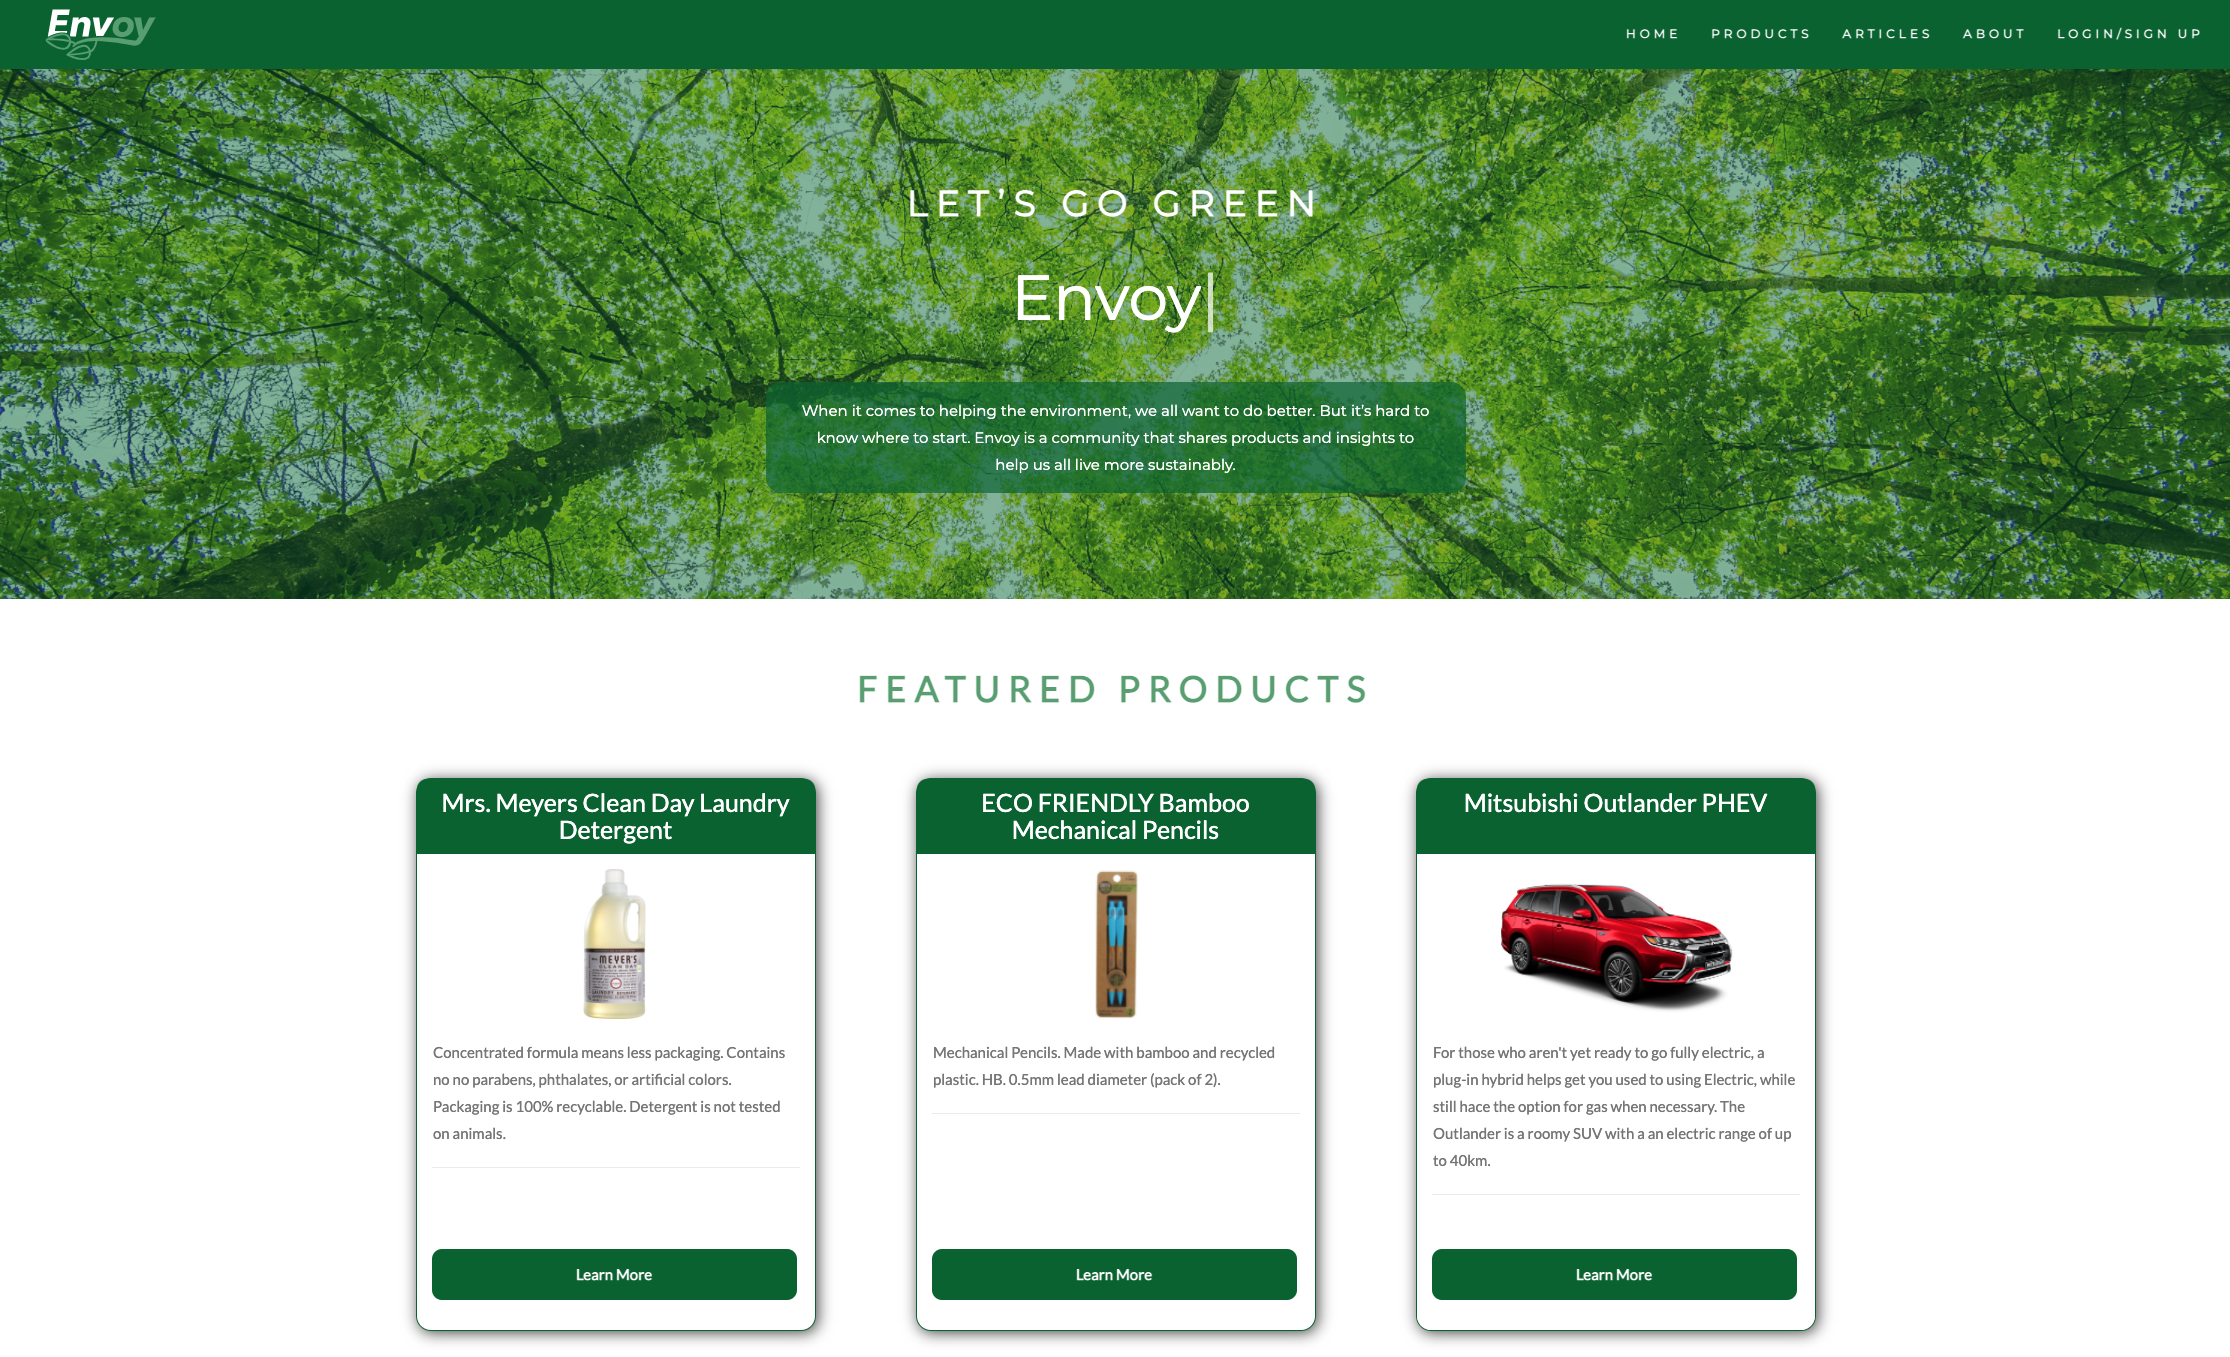 Envoy
HOME PRODUCTS ARTICLES ABOUT LOGIN/SIGN UP
LET’S GO GREEN
Envoy
When it comes to helping the environment, we all want to do better. But it’s hard to
know where to start. Envoy is a community that shares products and insights to
help us all live more sustainably.
FEATURED PRODUCTS
Mrs. Meyers Clean Day Laundry
Detergent
MEYER'S
CLEAN DAY
LAUNDRY DETERGENT
Concentrated formula means less packaging. Contains
no no parabens, phthalates, or artificial colors.
Packaging is 100% recyclable. Detergent is not tested
on animals.
Learn More
ECO FRIENDLY Bamboo
Mechanical Pencils
Mechanical Pencils. Made with bamboo and recycled
plastic. HB. 0.5mm lead diameter (pack of 2).
Learn More
Mitsubishi Outlander PHEV
For those who aren't yet ready to go fully electric, a
plug-in hybrid helps get you used to using Electric, while
still hace the option for gas when necessary. The
Outlander is a roomy SUV with a an electric range of up
to 40km.
Learn More